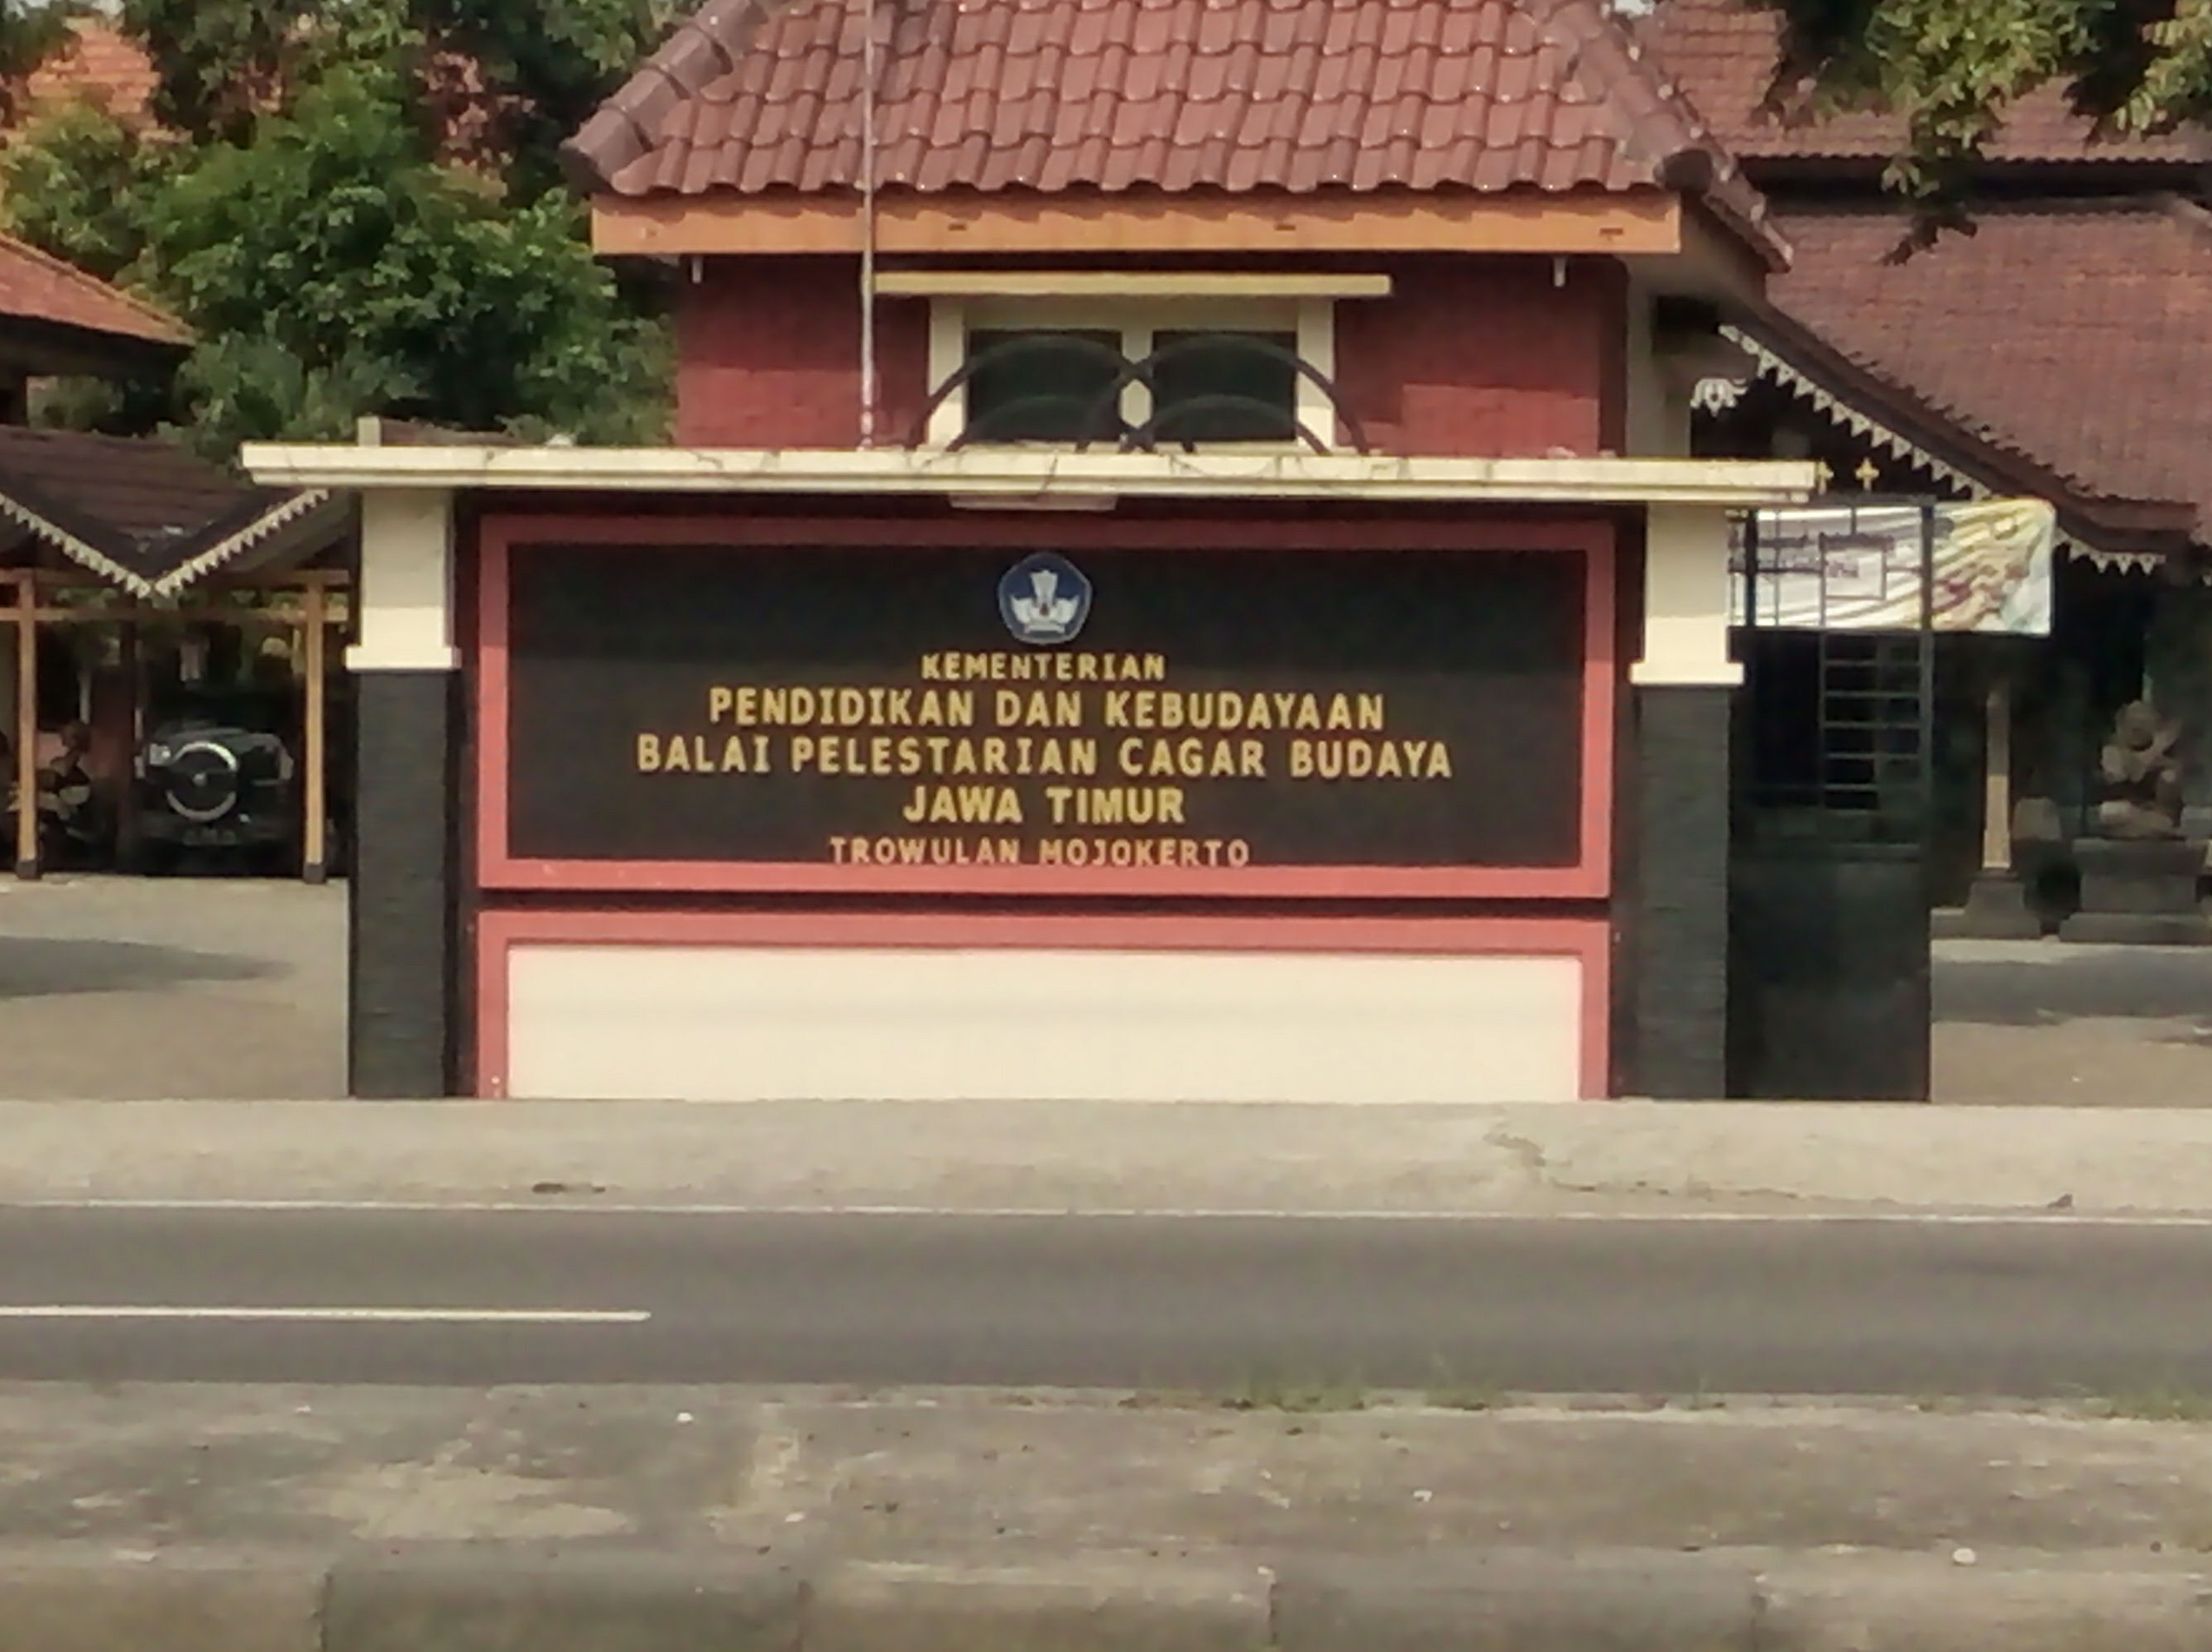 KEMENTERIAN
PENDIDIKAN DAN KEBUDAYAAN
BALAI PELESTARIAN CAGAR BUDAYA
JAWA TIMUR
TROWULAN MOJOKERTO